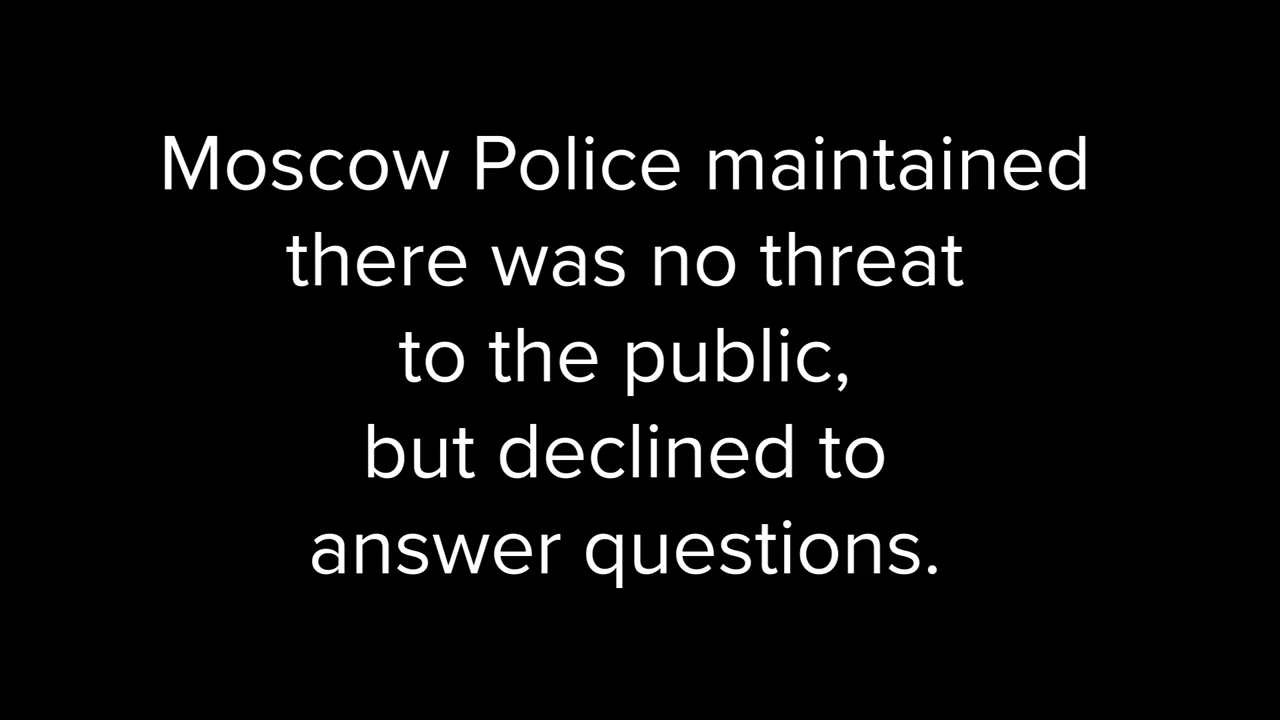 Moscow Police maintained
there was no threat
to the public,
but declined to
answer questions.